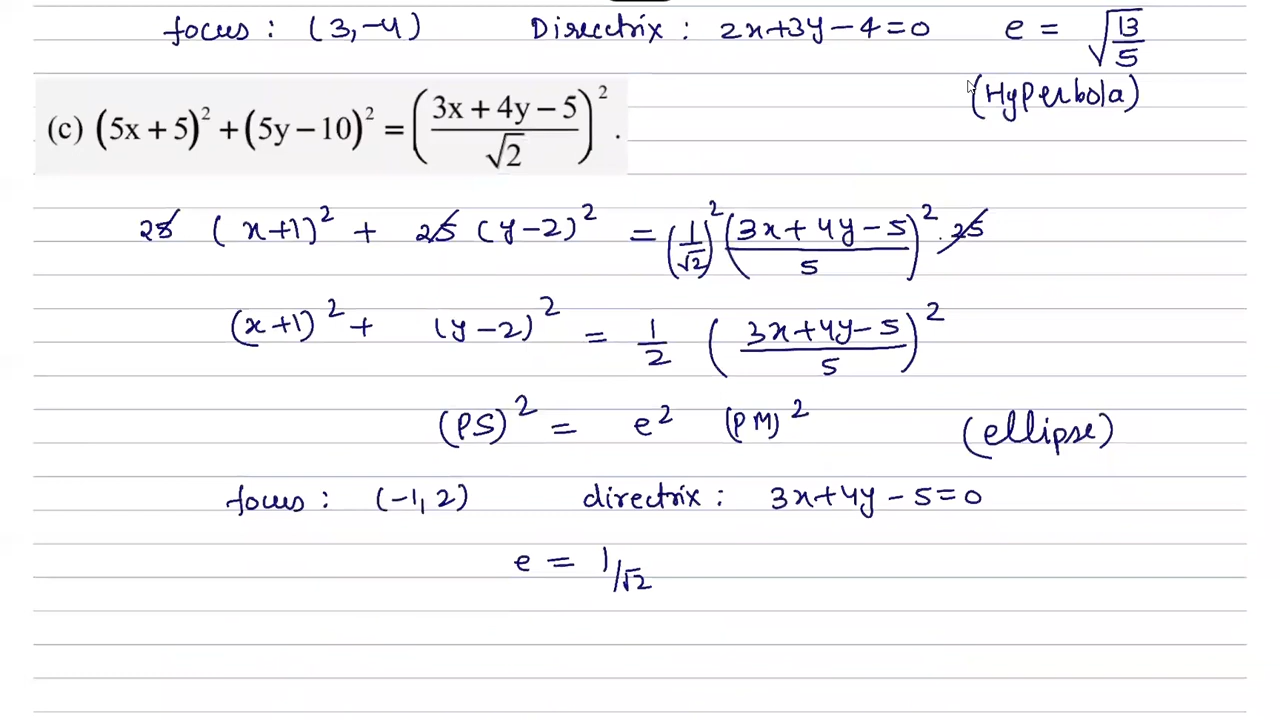 focus : (3,-4) Directrix : 2x+3y-4=0 e = √(13/5)
(Hyperbola)
(c) (5x+5)² + (5y−10)² = ((3x+4y−5)/√2)².
25 (x+1)² + 25 (y-2)² = (1/√2)² ((3x+4y-5)/5)² . 25
(x+1)² + (y-2)² = 1/2 ((3x+4y-5)/5)²
(PS)² = e² (PM)² (ellipse)
focus : (-1,2) directrix : 3x+4y-5=0
e = 1/√2